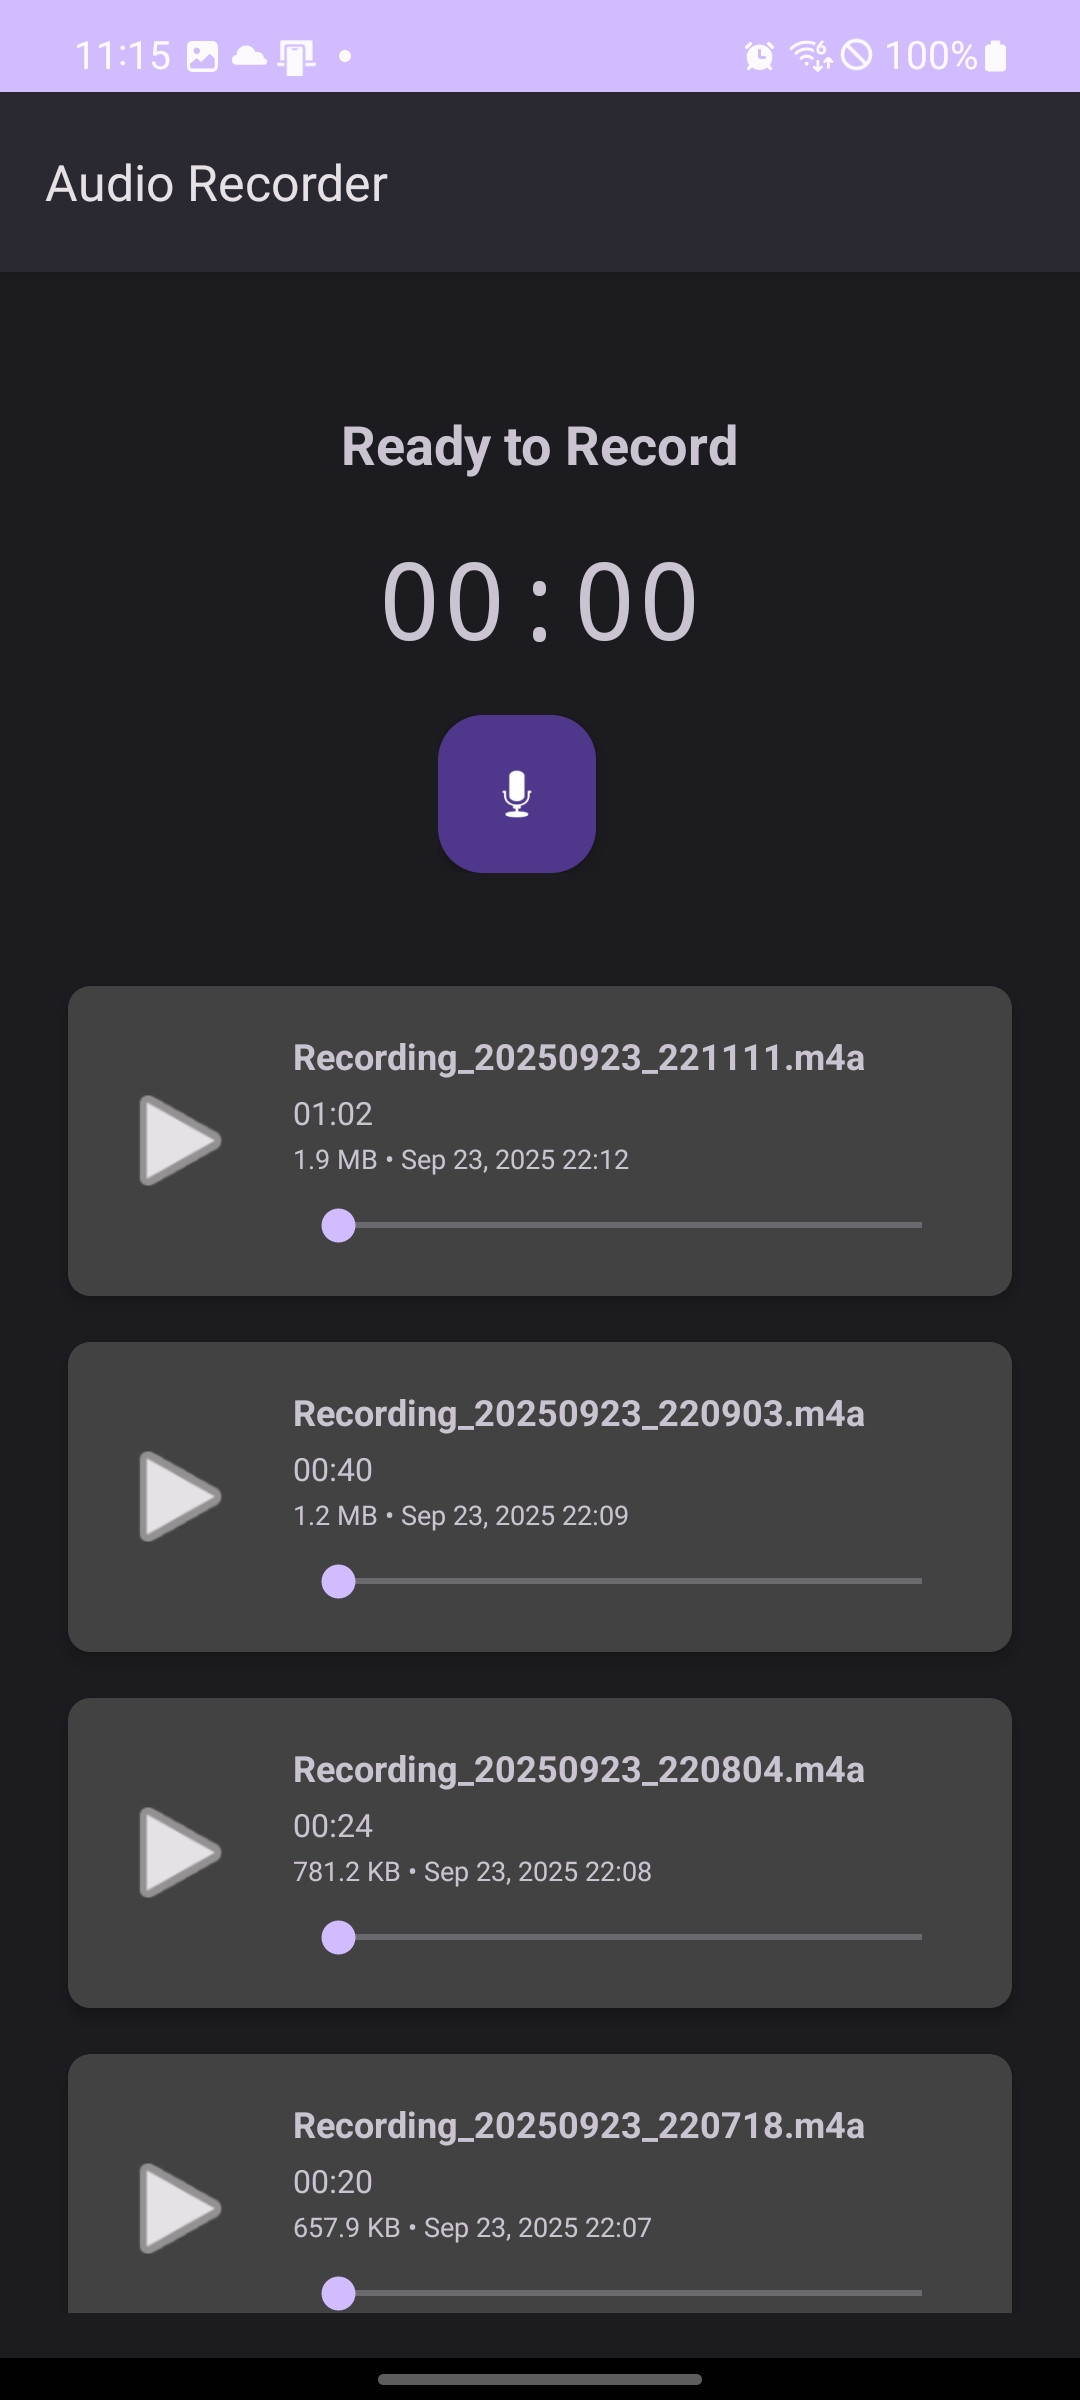 11:15
6
100%
Audio Recorder
Ready to Record
00:00
Recording_20250923_221111.m4a
01:02
1.9 MB • Sep 23, 2025 22:12
Recording_20250923_220903.m4a
00:40
1.2 MB • Sep 23, 2025 22:09
Recording_20250923_220804.m4a
00:24
781.2 KB • Sep 23, 2025 22:08
Recording_20250923_220718.m4a
00:20
657.9 KB • Sep 23, 2025 22:07